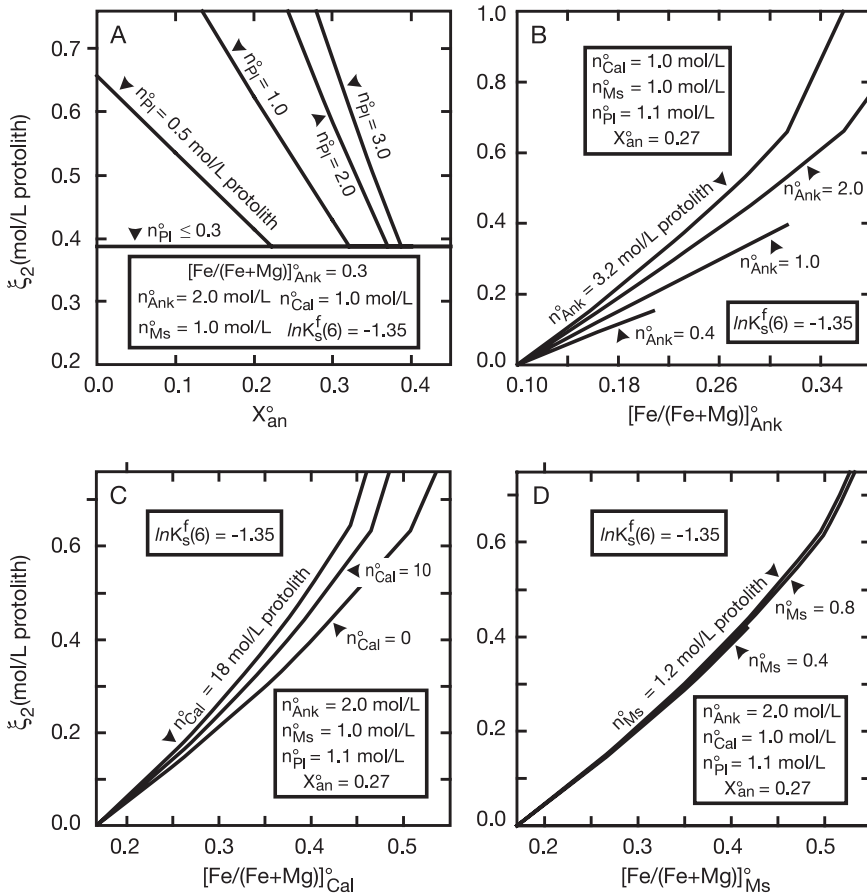 A
n°Pl = 0.5 mol/L protolith
n°Pl = 1.0
n°Pl = 2.0
n°Pl = 3.0
n°Pl ≤ 0.3
[Fe/(Fe+Mg)]°Ank = 0.3
n°Ank = 2.0 mol/L n°Cal = 1.0 mol/L
n°Ms = 1.0 mol/L lnKfs(6) = -1.35
0.7
0.6
0.5
0.4
0.3
0.2
ξ2(mol/L protolith)
0.0 0.1 0.2 0.3 0.4
X°an
B
n°Cal = 1.0 mol/L
n°Ms = 1.0 mol/L
n°Pl = 1.1 mol/L
X°an = 0.27
n°Ank = 3.2 mol/L protolith
n°Ank = 2.0
n°Ank = 1.0
n°Ank = 0.4
lnKfs(6) = -1.35
1.0
0.8
0.6
0.4
0.2
0.0
0.10 0.18 0.26 0.34
[Fe/(Fe+Mg)]°Ank
C
lnKfs(6) = -1.35
n°Cal = 18 mol/L protolith
n°Cal = 10
n°Cal = 0
n°Ank = 2.0 mol/L
n°Ms = 1.0 mol/L
n°Pl = 1.1 mol/L
X°an = 0.27
0.6
0.4
0.2
0.0
ξ2(mol/L protolith)
0.2 0.3 0.4 0.5
[Fe/(Fe+Mg)]°Cal
D
lnKfs(6) = -1.35
n°Ms = 1.2 mol/L protolith
n°Ms = 0.8
n°Ms = 0.4
n°Ank = 2.0 mol/L
n°Cal = 1.0 mol/L
n°Pl = 1.1 mol/L
X°an = 0.27
0.6
0.4
0.2
0.0
0.2 0.3 0.4 0.5
[Fe/(Fe+Mg)]°Ms